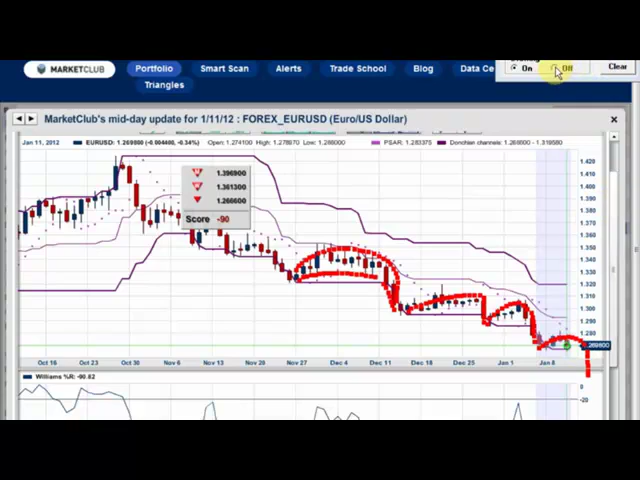 On Off Clear
MARKETCLUB Portfolio Smart Scan Alerts Trade School Blog Data Ce
Triangles
MarketClub's mid-day update for 1/11/12 : FOREX_EURUSD (Euro/US Dollar)
Jan 11, 2012 EURUSD: 1.269800 (-0.004400, -0.34%) Open: 1.274100 High: 1.278970 Low: 1.268000 PSAR: 1.283375 Donchian channels: 1.268000 - 1.319580
1.420
1.410
1.400
1.390
1.380
1.370
1.360
1.350
1.340
1.330
1.320
1.310
1.300
1.290
1.280
1.269800
1.396900
1.361300
1.266600
Score -90
Oct 16 Oct 23 Oct 30 Nov 6 Nov 13 Nov 20 Nov 27 Dec 4 Dec 11 Dec 18 Dec 25 Jan 1 Jan 8
Williams %R: -90.82
0
-20